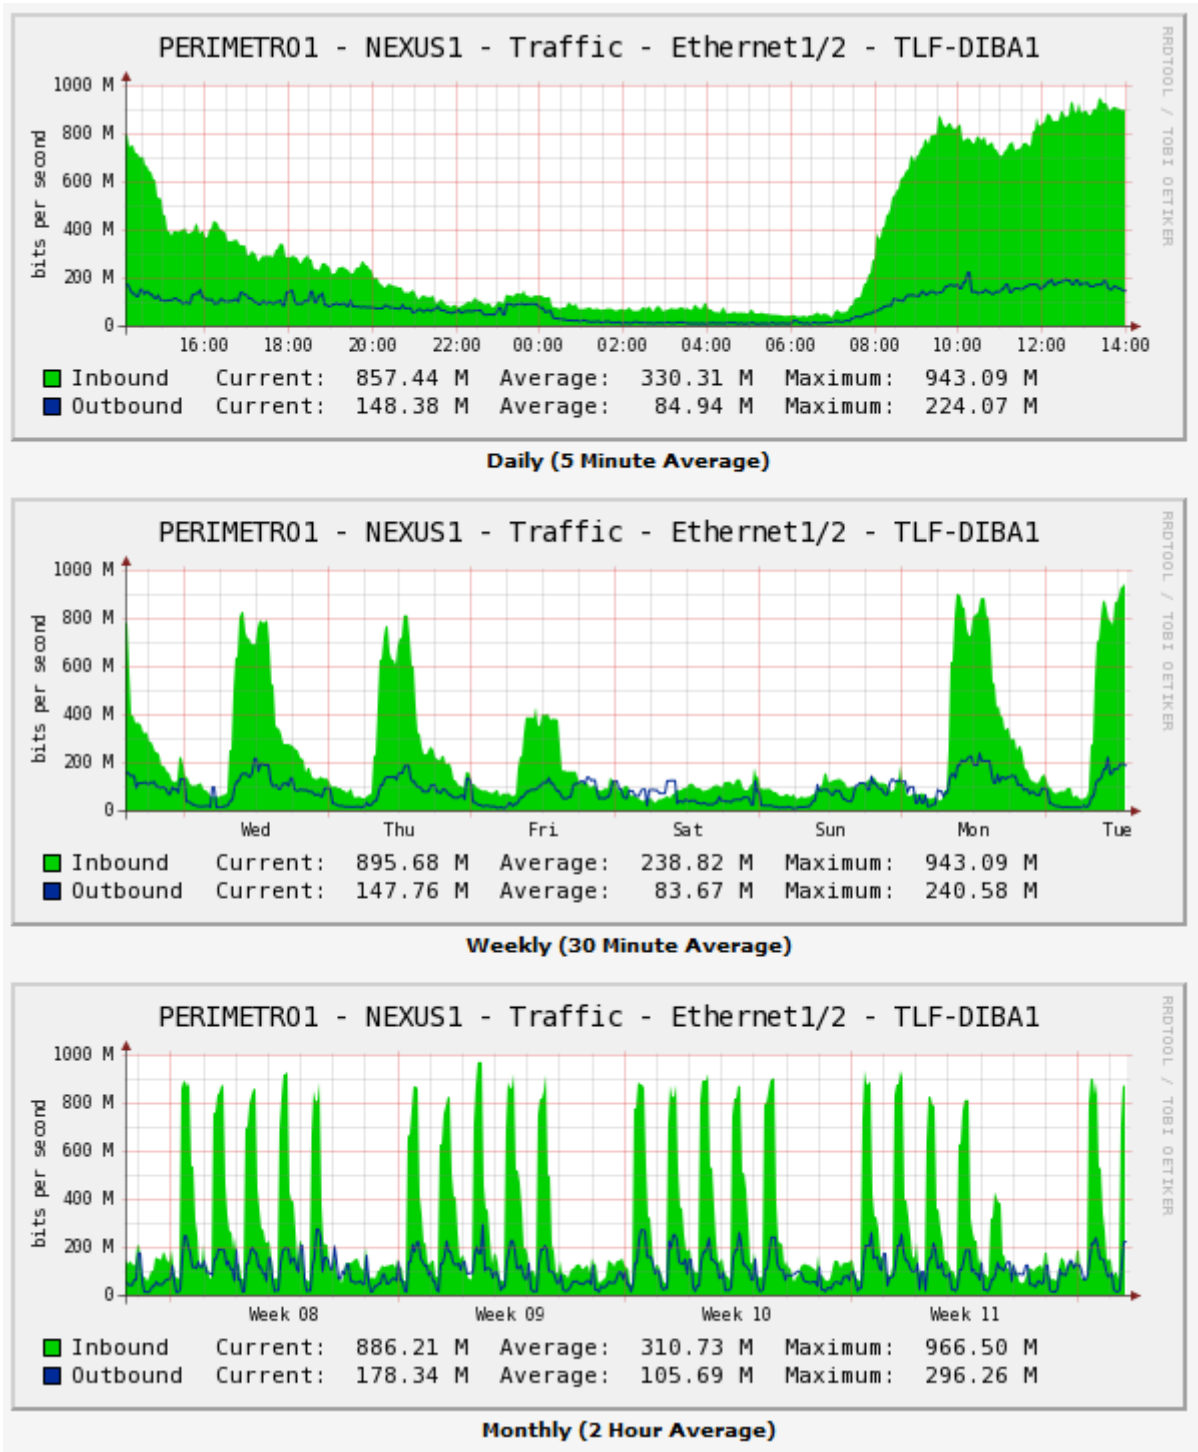 PERIMETRO1 - NEXUS1 - Traffic - Ethernet1/2 - TLF-DIBA1
RRDTOOL / TOBI OETIKER
bits per second
1000 M
800 M
600 M
400 M
200 M
0
16:00 18:00 20:00 22:00 00:00 02:00 04:00 06:00 08:00 10:00 12:00 14:00
Inbound Current: 857.44 M Average: 330.31 M Maximum: 943.09 M
Outbound Current: 148.38 M Average: 84.94 M Maximum: 224.07 M
Daily (5 Minute Average)
PERIMETRO1 - NEXUS1 - Traffic - Ethernet1/2 - TLF-DIBA1
RRDTOOL / TOBI OETIKER
bits per second
1000 M
800 M
600 M
400 M
200 M
0
Wed Thu Fri Sat Sun Mon Tue
Inbound Current: 895.68 M Average: 238.82 M Maximum: 943.09 M
Outbound Current: 147.76 M Average: 83.67 M Maximum: 240.58 M
Weekly (30 Minute Average)
PERIMETRO1 - NEXUS1 - Traffic - Ethernet1/2 - TLF-DIBA1
RRDTOOL / TOBI OETIKER
bits per second
1000 M
800 M
600 M
400 M
200 M
0
Week 08 Week 09 Week 10 Week 11
Inbound Current: 886.21 M Average: 310.73 M Maximum: 966.50 M
Outbound Current: 178.34 M Average: 105.69 M Maximum: 296.26 M
Monthly (2 Hour Average)